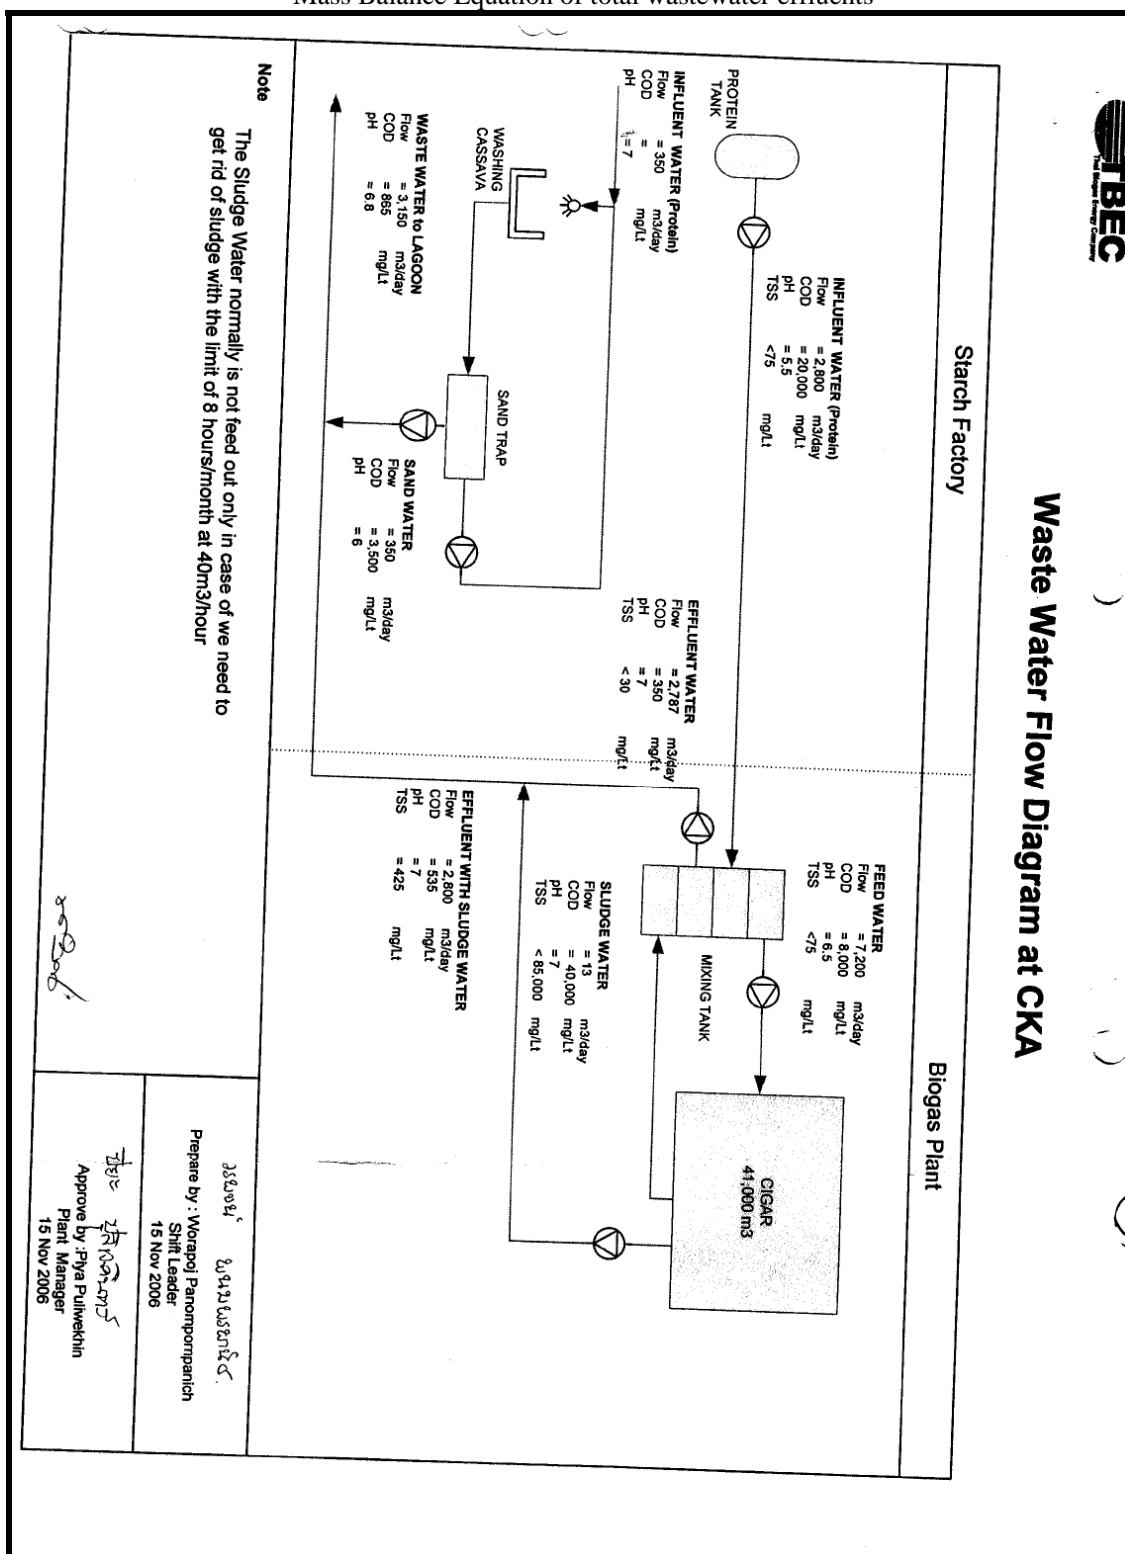 Mass Balance Equation of total wastewater effluents
TBEC
Thai Biogas Energy Company
Waste Water Flow Diagram at CKA
Starch Factory
Biogas Plant
PROTEIN
TANK
INFLUENT WATER (Protein)
Flow = 2,800 m3/day
COD = 20,000 mg/Lt
pH = 5.5
TSS <75 mg/Lt
INFLUENT WATER (Protein)
Flow = 350 m3/day
COD = mg/Lt
pH = 7
WASHING
CASSAVA
SAND TRAP
WASTE WATER to LAGOON
Flow = 3,150 m3/day
COD = 865 mg/Lt
pH = 6.8
SAND WATER
Flow = 350 m3/day
COD = 3,500 mg/Lt
pH = 6
EFFLUENT WATER
Flow = 2,787 m3/day
COD = 350 mg/Lt
pH = 7
TSS < 30 mg/Lt
FEED WATER
Flow = 7,200 m3/day
COD = 8,000 mg/Lt
pH = 6.5
TSS <75 mg/Lt
MIXING TANK
CIGAR
41,000 m3
SLUDGE WATER
Flow = 13 m3/day
COD = 40,000 mg/Lt
pH = 7
TSS < 85,000 mg/Lt
EFFLUENT WITH SLUDGE WATER
Flow = 2,800 m3/day
COD = 535 mg/Lt
pH = 7
TSS = 425 mg/Lt
Note
The Sludge Water normally is not feed out only in case of we need to
get rid of sludge with the limit of 8 hours/month at 40m3/hour
Prepare by : Worapoj Panompornpanich
Shift Leader
15 Nov 2006
Approve by :Piya Puliwekhin
Plant Manager
15 Nov 2006